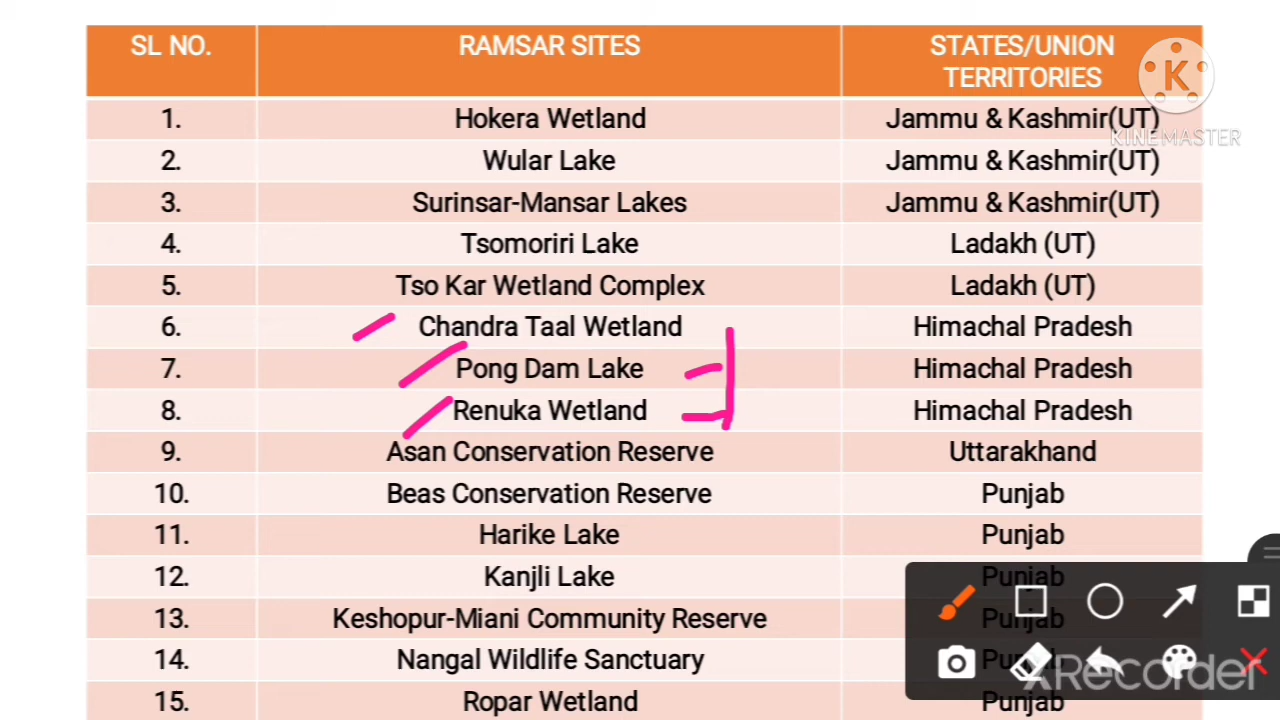 SL NO. RAMSAR SITES STATES/UNION TERRITORIES
1. Hokera Wetland Jammu & Kashmir(UT)
2. Wular Lake Jammu & Kashmir(UT)
3. Surinsar-Mansar Lakes Jammu & Kashmir(UT)
4. Tsomoriri Lake Ladakh (UT)
5. Tso Kar Wetland Complex Ladakh (UT)
6. Chandra Taal Wetland Himachal Pradesh
7. Pong Dam Lake Himachal Pradesh
8. Renuka Wetland Himachal Pradesh
9. Asan Conservation Reserve Uttarakhand
10. Beas Conservation Reserve Punjab
11. Harike Lake Punjab
12. Kanjli Lake Punjab
13. Keshopur-Miani Community Reserve Punjab
14. Nangal Wildlife Sanctuary Punjab
15. Ropar Wetland Punjab
K
KINEMASTER
XRecorder